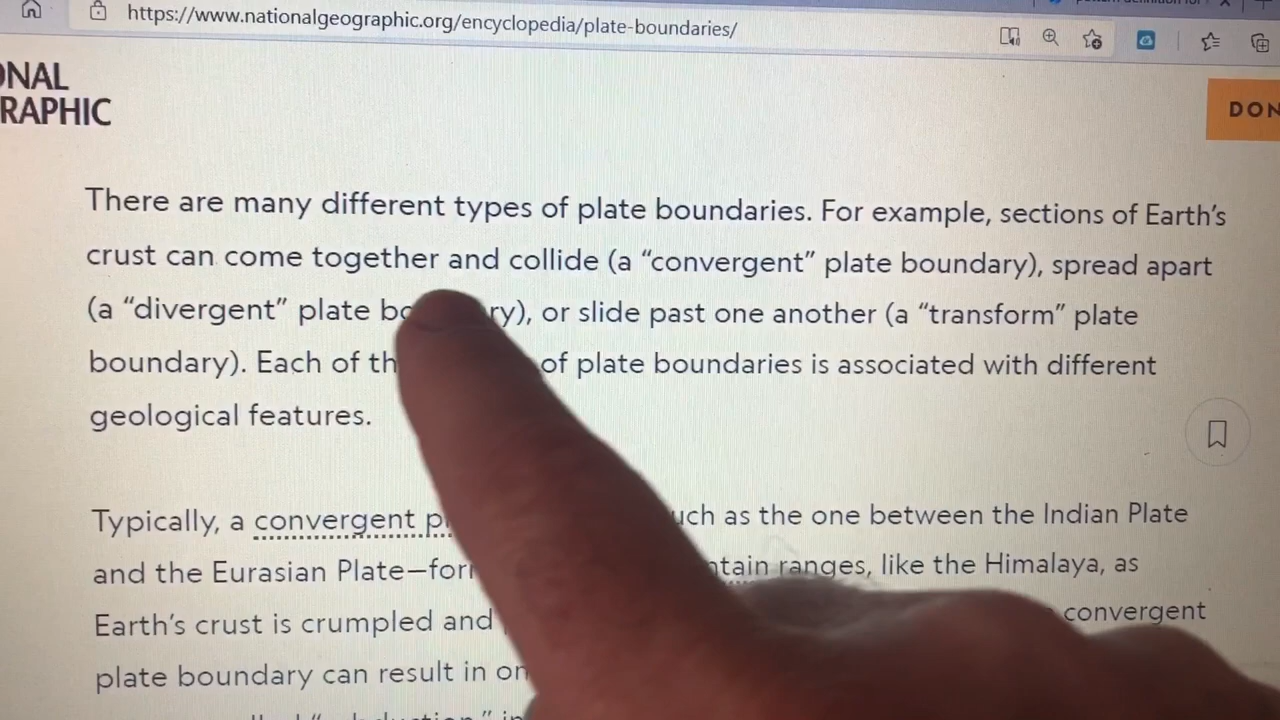 https://www.nationalgeographic.org/encyclopedia/plate-boundaries/
ONAL
RAPHIC
DON
There are many different types of plate boundaries. For example, sections of Earth's
crust can come together and collide (a “convergent” plate boundary), spread apart
(a “divergent” plate bo ry), or slide past one another (a “transform” plate
boundary). Each of th of plate boundaries is associated with different
geological features.
Typically, a convergent p uch as the one between the Indian Plate
and the Eurasian Plate—for ntain ranges, like the Himalaya, as
Earth's crust is crumpled and convergent
plate boundary can result in on